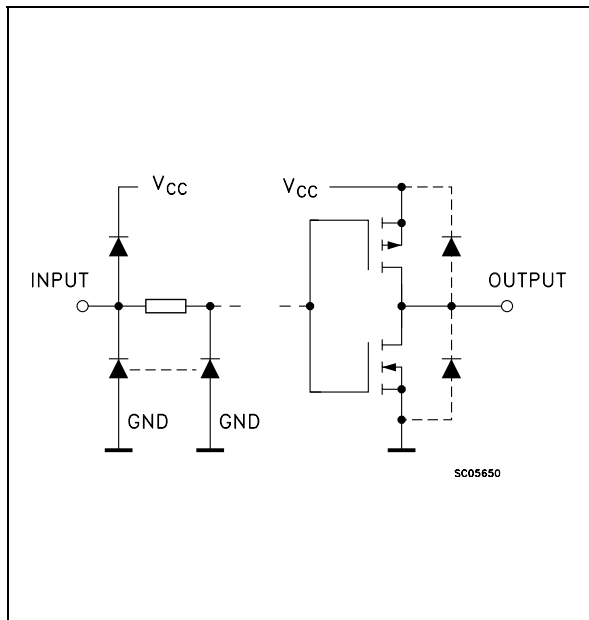 VCC
VCC
INPUT
OUTPUT
GND
GND
SC05650